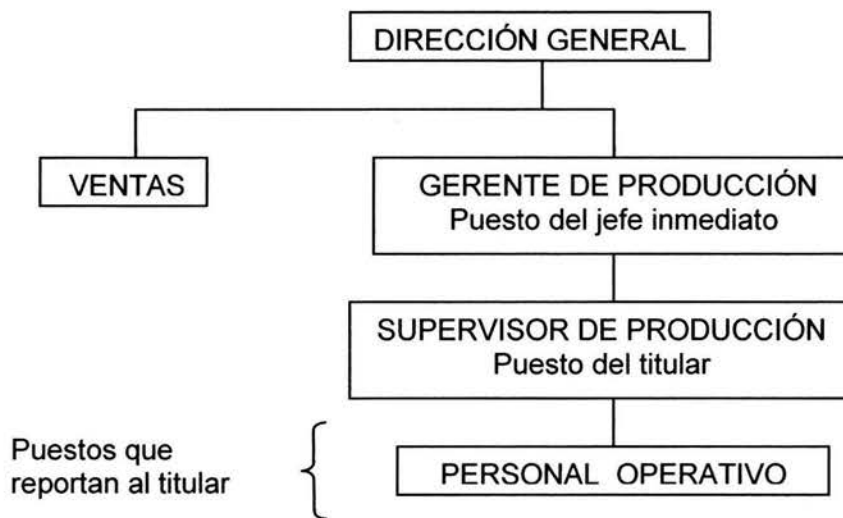 DIRECCIÓN GENERAL
VENTAS
GERENTE DE PRODUCCIÓN
Puesto del jefe inmediato
SUPERVISOR DE PRODUCCIÓN
Puesto del titular
Puestos que
reportan al titular
PERSONAL OPERATIVO